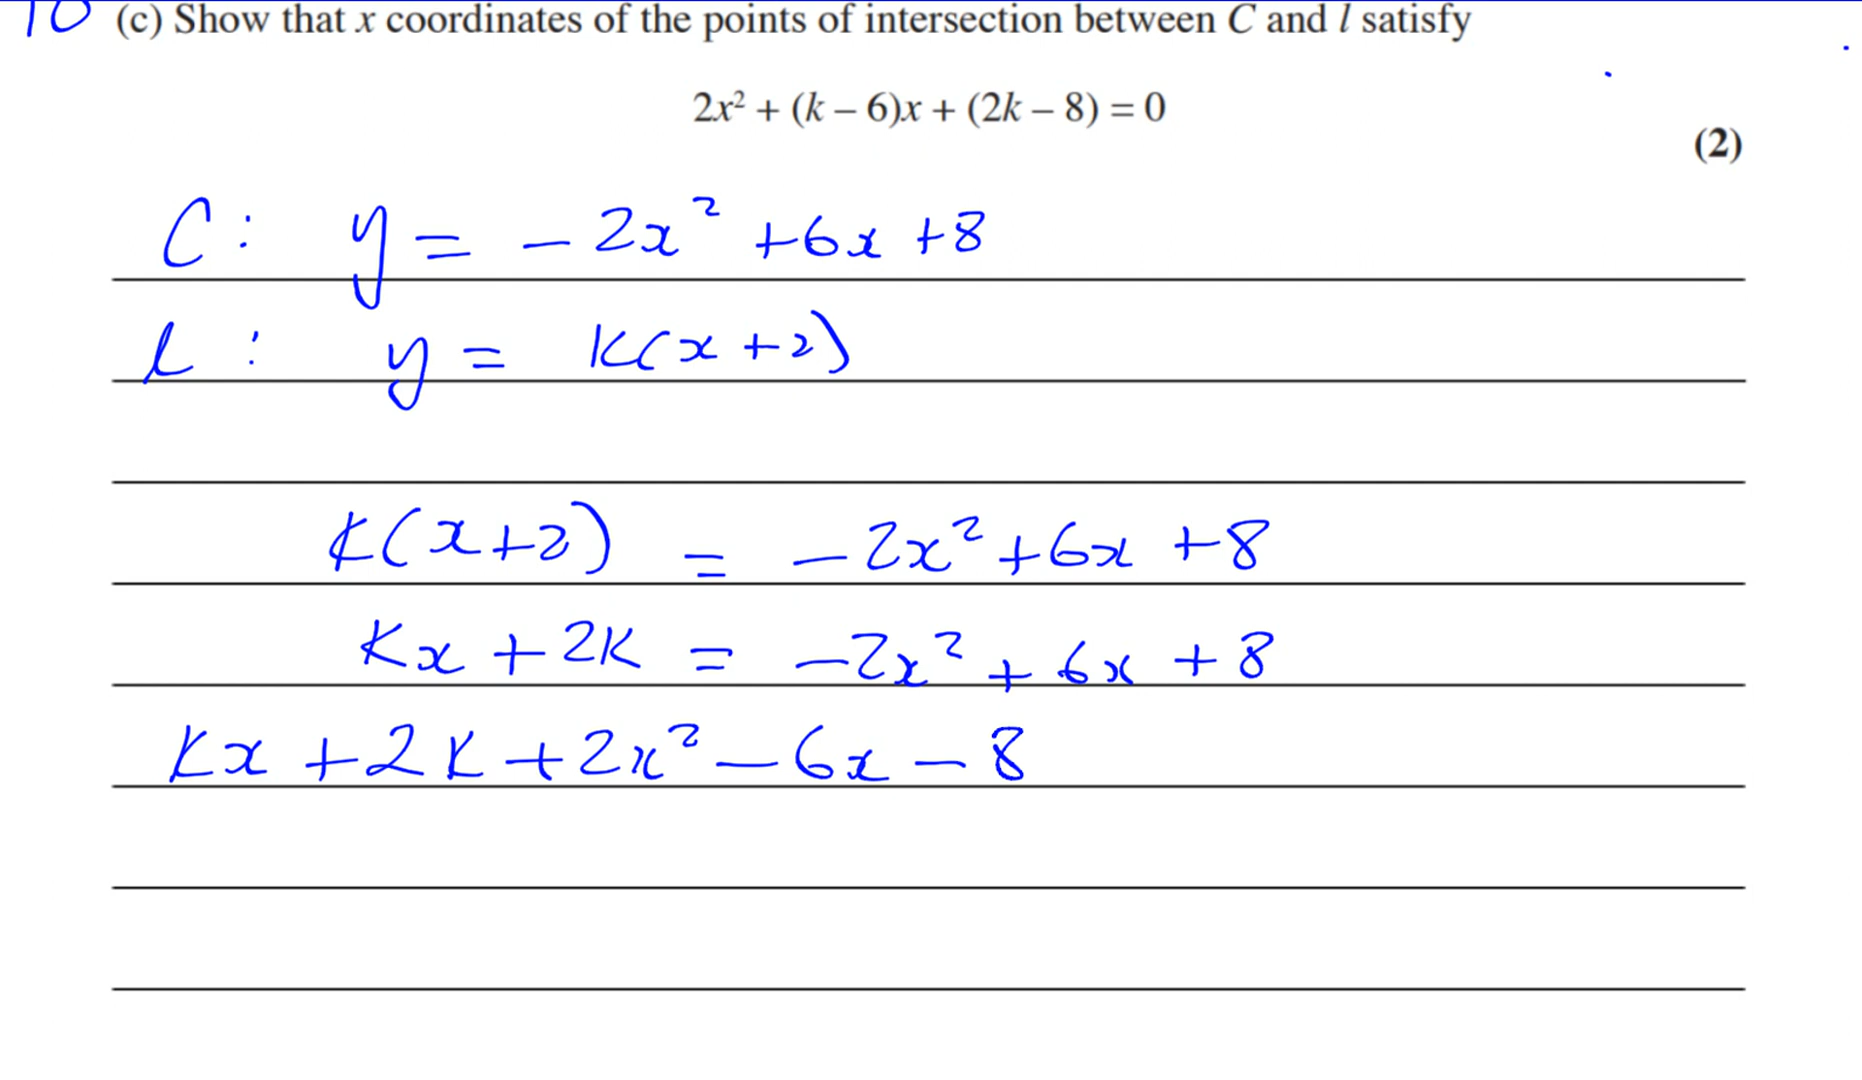 10 (c) Show that x coordinates of the points of intersection between C and l satisfy
2x² + (k – 6)x + (2k – 8) = 0
(2)
C: y = -2x² +6x +8
l: y = k(x+2)
k(x+2) = -2x²+6x +8
kx +2k = -2x² + 6x + 8
kx +2k +2x² -6x -8